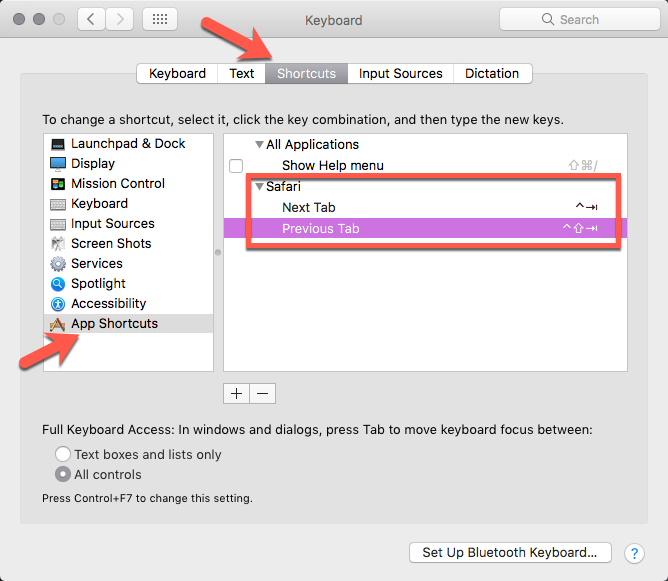 Keyboard
Search
Keyboard Text Shortcuts Input Sources Dictation
To change a shortcut, select it, click the key combination, and then type the new keys.
Launchpad & Dock
Display
Mission Control
Keyboard
Input Sources
Screen Shots
Services
Spotlight
Accessibility
App Shortcuts
All Applications
Show Help menu ⇧⌘/
Safari
Next Tab ^⇥
Previous Tab ^⇧⇥
+ −
Full Keyboard Access: In windows and dialogs, press Tab to move keyboard focus between:
Text boxes and lists only
All controls
Press Control+F7 to change this setting.
Set Up Bluetooth Keyboard... ?